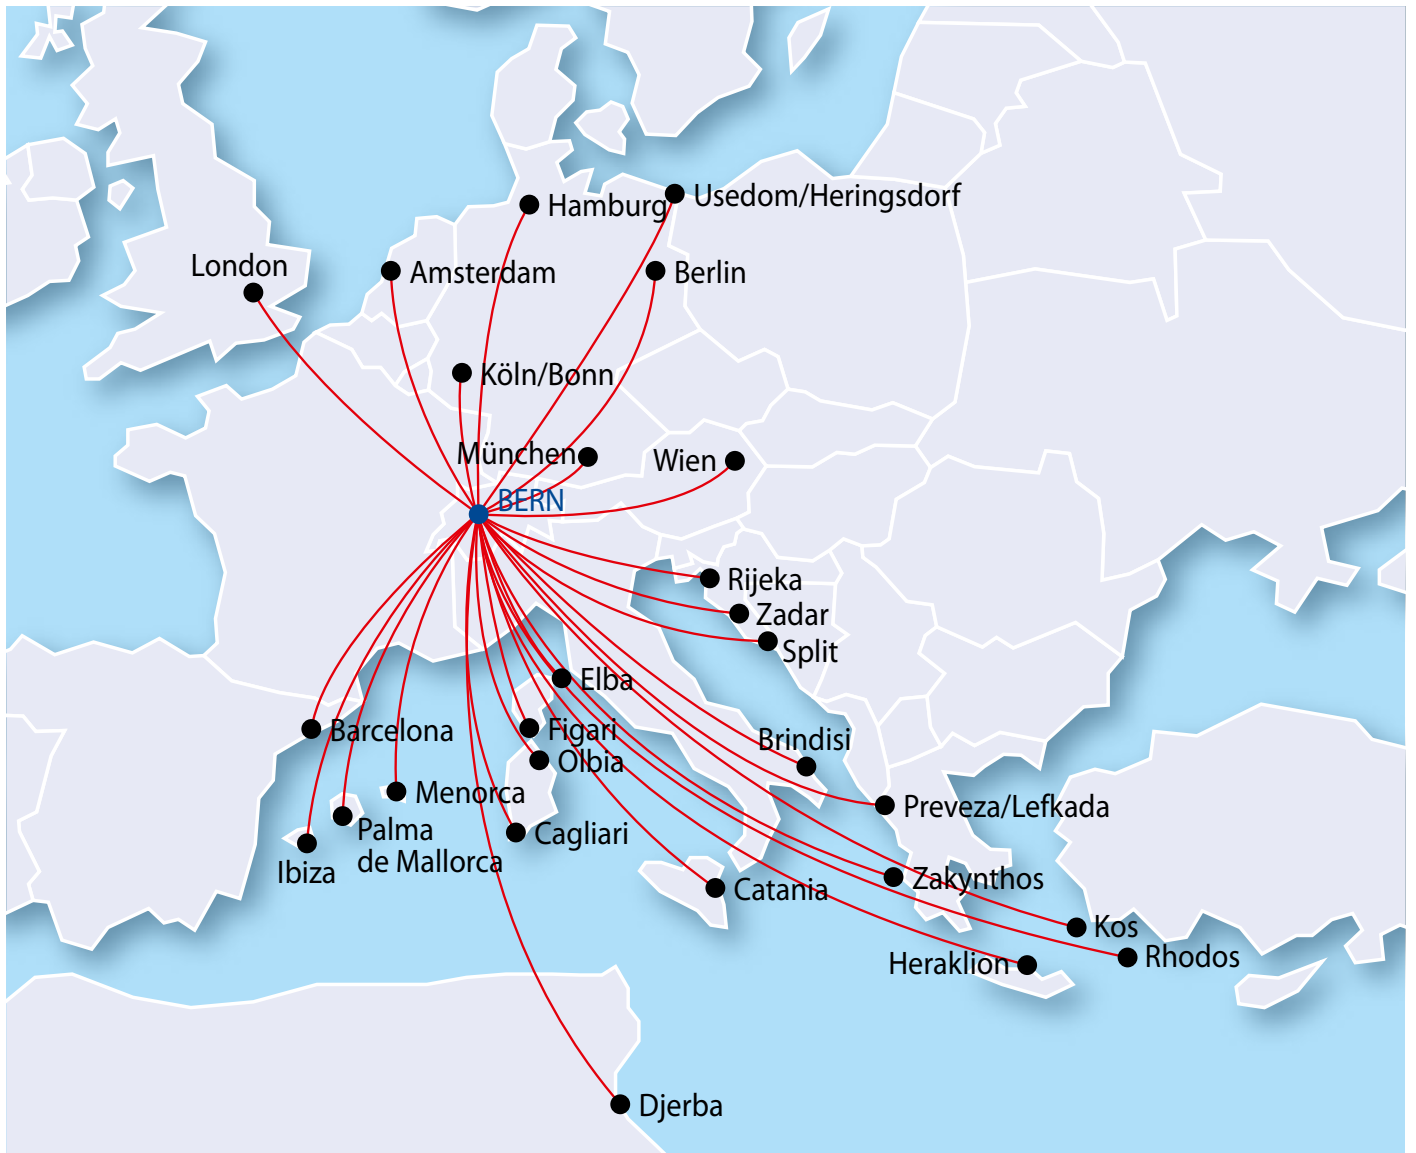 Usedom/Heringsdorf
Hamburg
London
Amsterdam
Berlin
Köln/Bonn
München
Wien
BERN
Rijeka
Zadar
Split
Elba
Barcelona
Figari
Brindisi
Olbia
Menorca
Preveza/Lefkada
Palma
de Mallorca
Cagliari
Ibiza
Zakynthos
Catania
Kos
Rhodos
Heraklion
Djerba